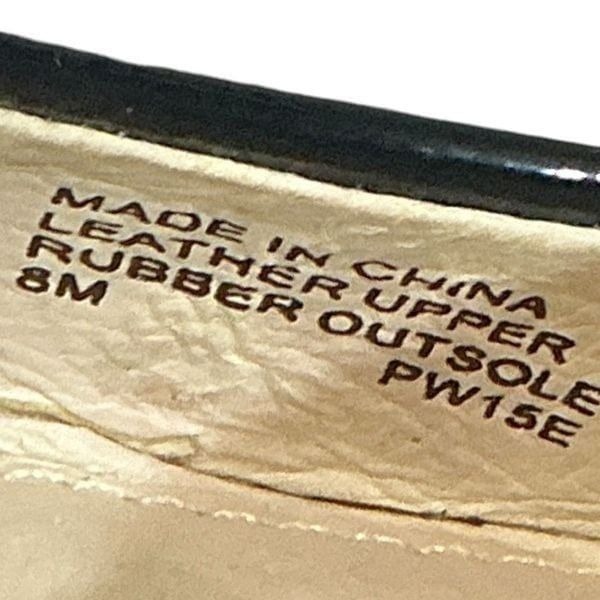 MADE IN CHINA
LEATHER UPPER
RUBBER OUTSOLE
8M
PW15E